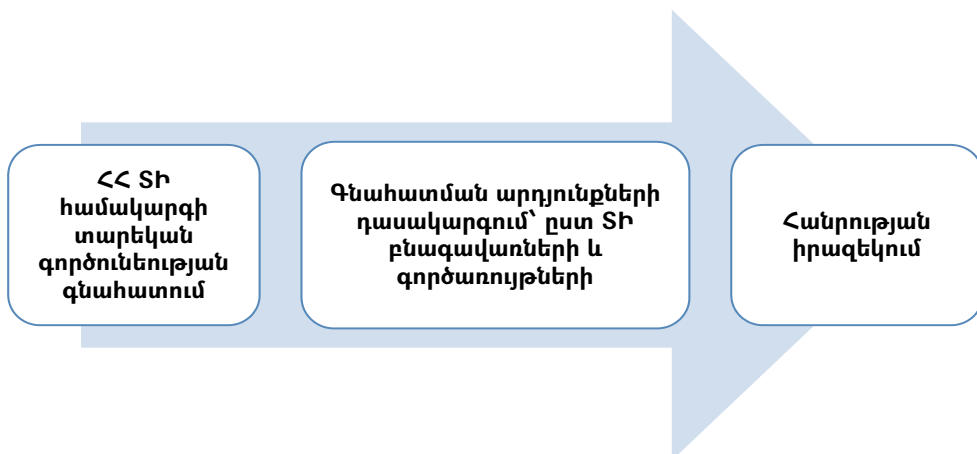 ՀՀ ՏԻ
համակարգի
տարեկան
գործունեության
գնահատում
Գնահատման արդյունքների
դասակարգում՝ ըստ ՏԻ
բնագավառների և
գործառույթների
Հանրության
իրազեկում